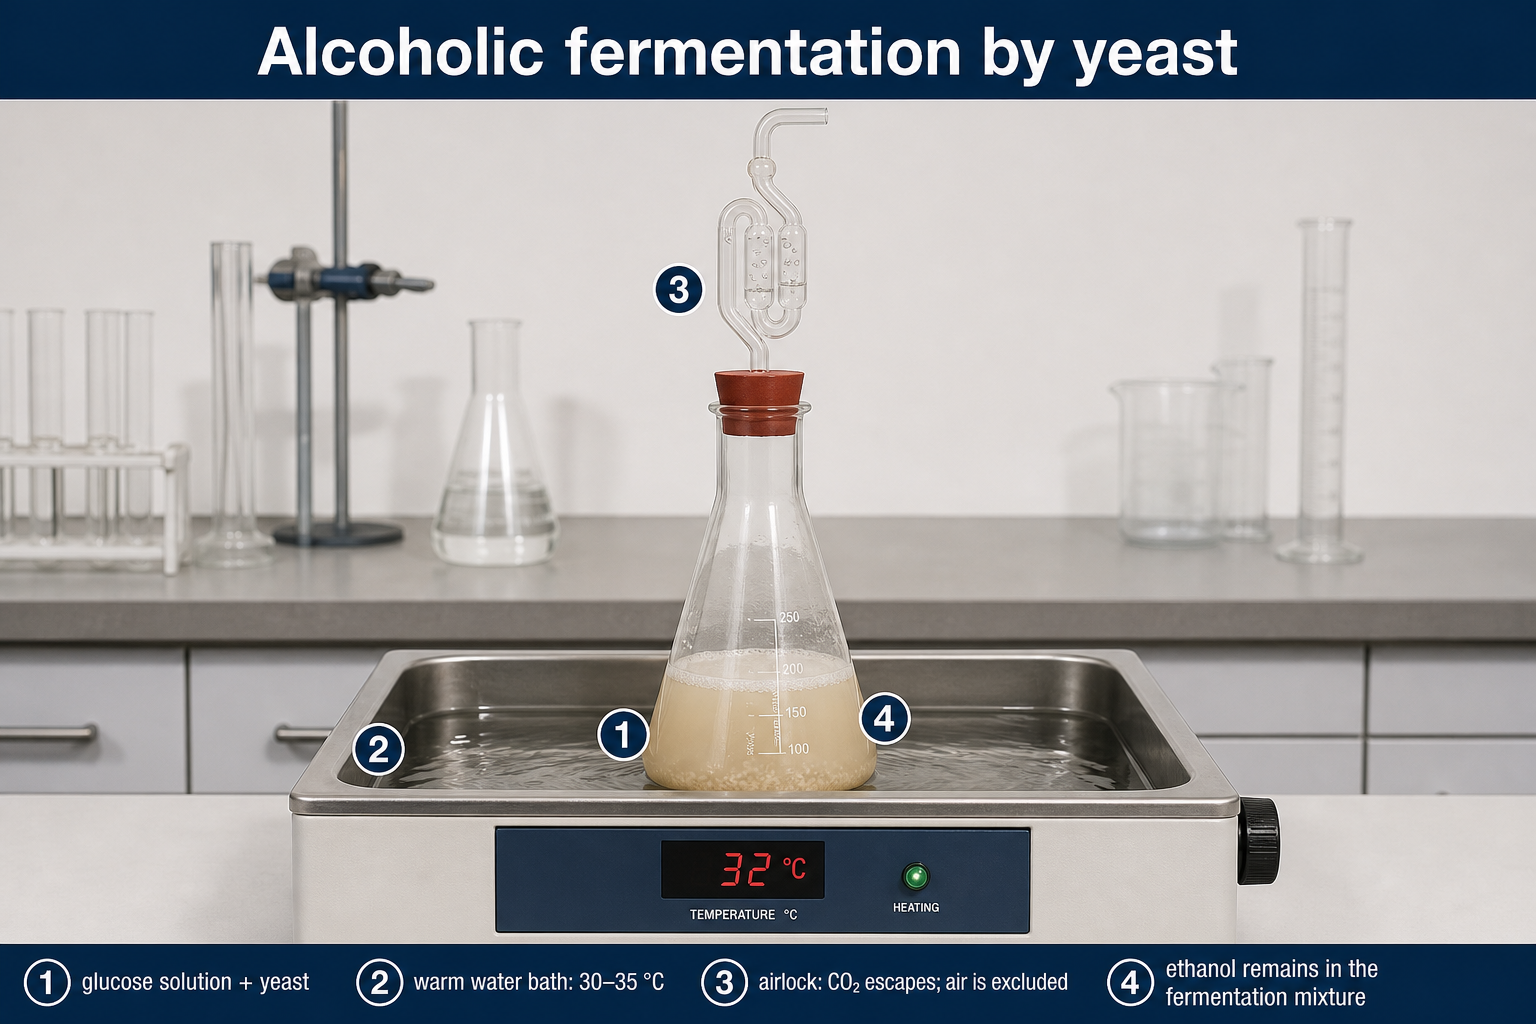 Alcoholic fermentation by yeast
3
250
200
150
100
1
4
2
32 °C
TEMPERATURE °C
HEATING
1 glucose solution + yeast
2 warm water bath: 30–35 °C
3 airlock: CO₂ escapes; air is excluded
4 ethanol remains in the
fermentation mixture